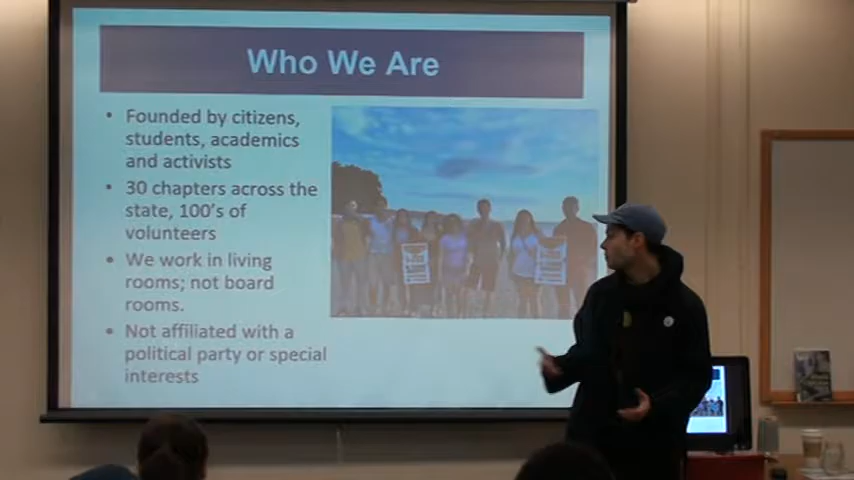 Who We Are
• Founded by citizens,
students, academics
and activists
• 30 chapters across the
state, 100's of
volunteers
• We work in living
rooms; not board
rooms.
• Not affiliated with a
political party or special
interests